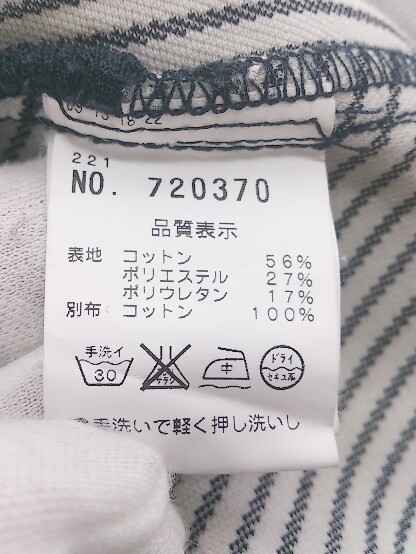 221
NO. 720370
品質表示
表地 コットン 56%
ポリエステル 27%
ポリウレタン 17%
別布 コットン 100%
手洗イ
30
中
ドライ
セキユ系
手洗いで軽く押し洗いし